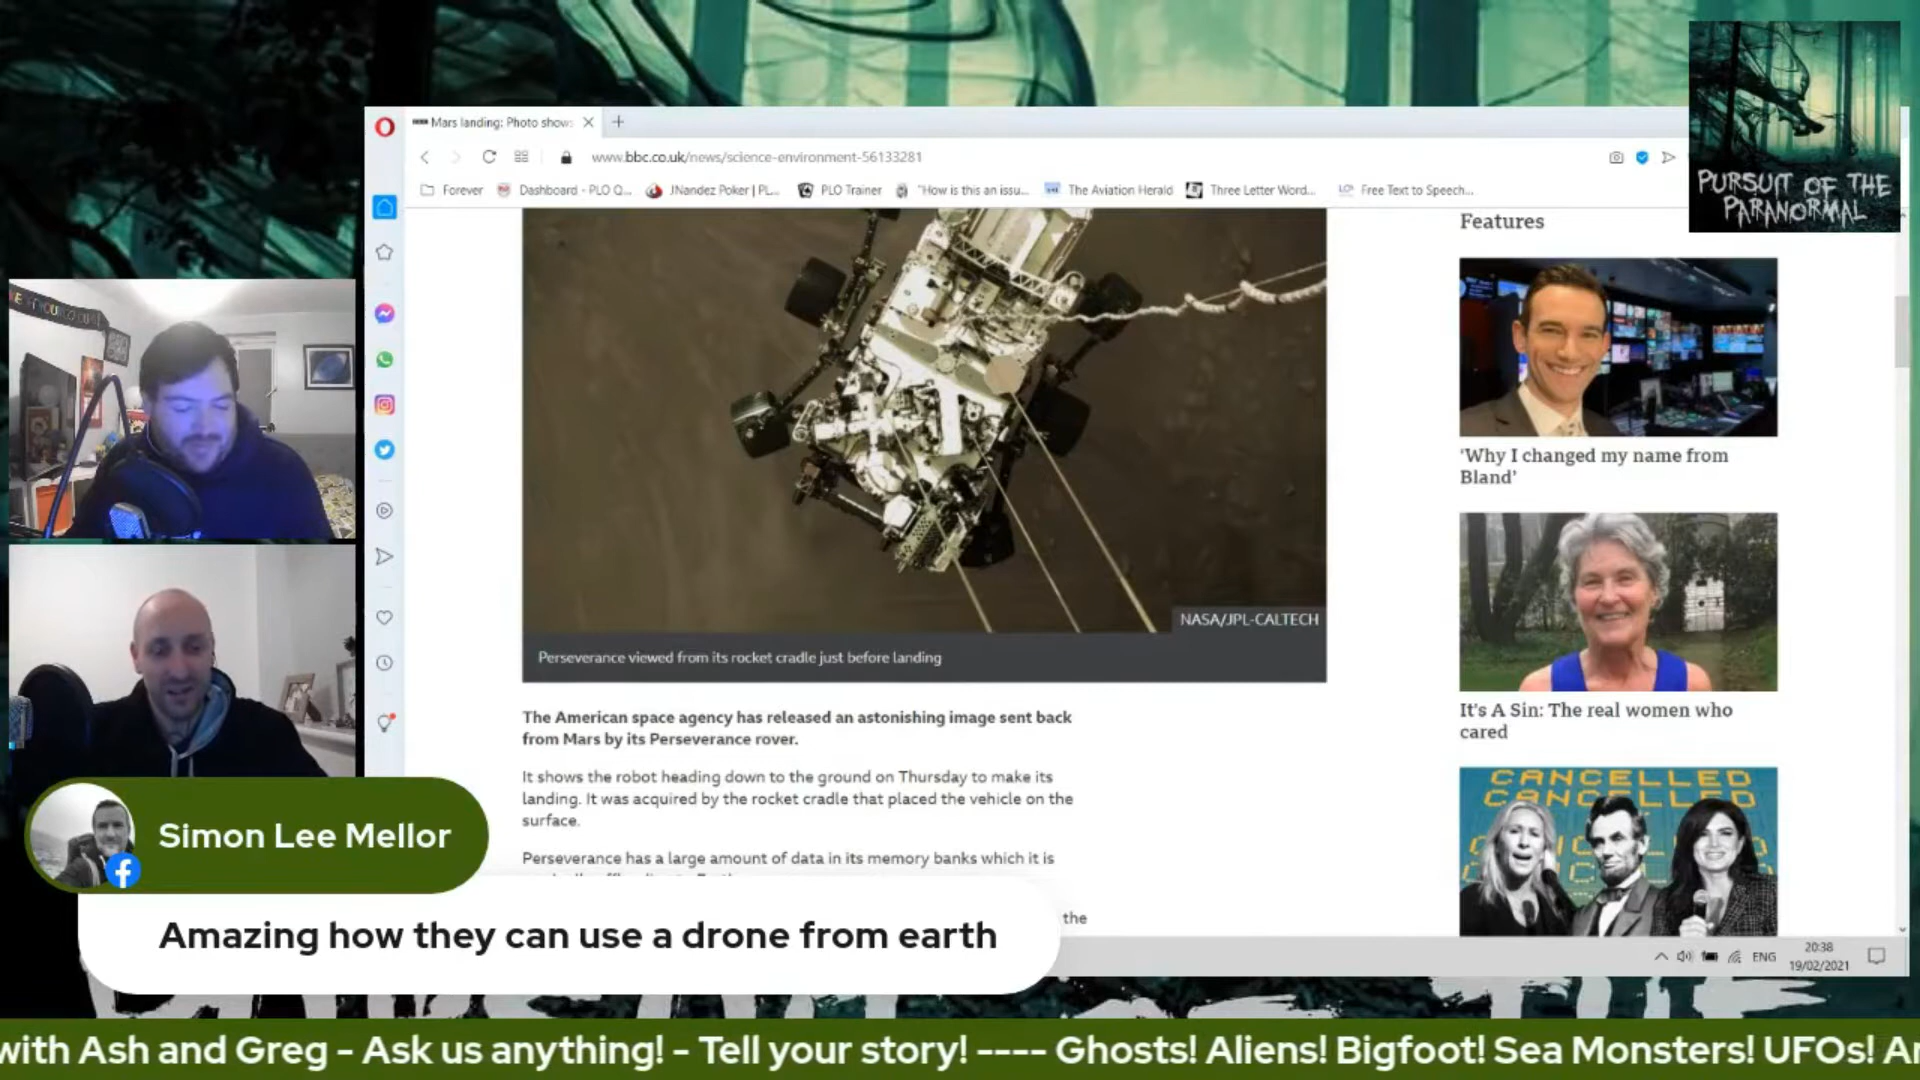 Mars landing: Photo shows
www.bbc.co.uk/news/science-environment-56133281
Forever
Dashboard - PLO Q...
JNandez Poker | PL...
PLO Trainer
"How is this an issu...
The Aviation Herald
Three Letter Word...
Free Text to Speech...
PURSUIT OF THE
PARANORMAL
NASA/JPL-CALTECH
Perseverance viewed from its rocket cradle just before landing
The American space agency has released an astonishing image sent back
from Mars by its Perseverance rover.
It shows the robot heading down to the ground on Thursday to make its
landing. It was acquired by the rocket cradle that placed the vehicle on the
surface.
Perseverance has a large amount of data in its memory banks which it is
the
Features
'Why I changed my name from
Bland'
It's A Sin: The real women who
cared
CANCELLED
CANCELLED
Simon Lee Mellor
Amazing how they can use a drone from earth
ENG
20:38
19/02/2021
with Ash and Greg - Ask us anything! - Tell your story! ---- Ghosts! Aliens! Bigfoot! Sea Monsters! UFOs!